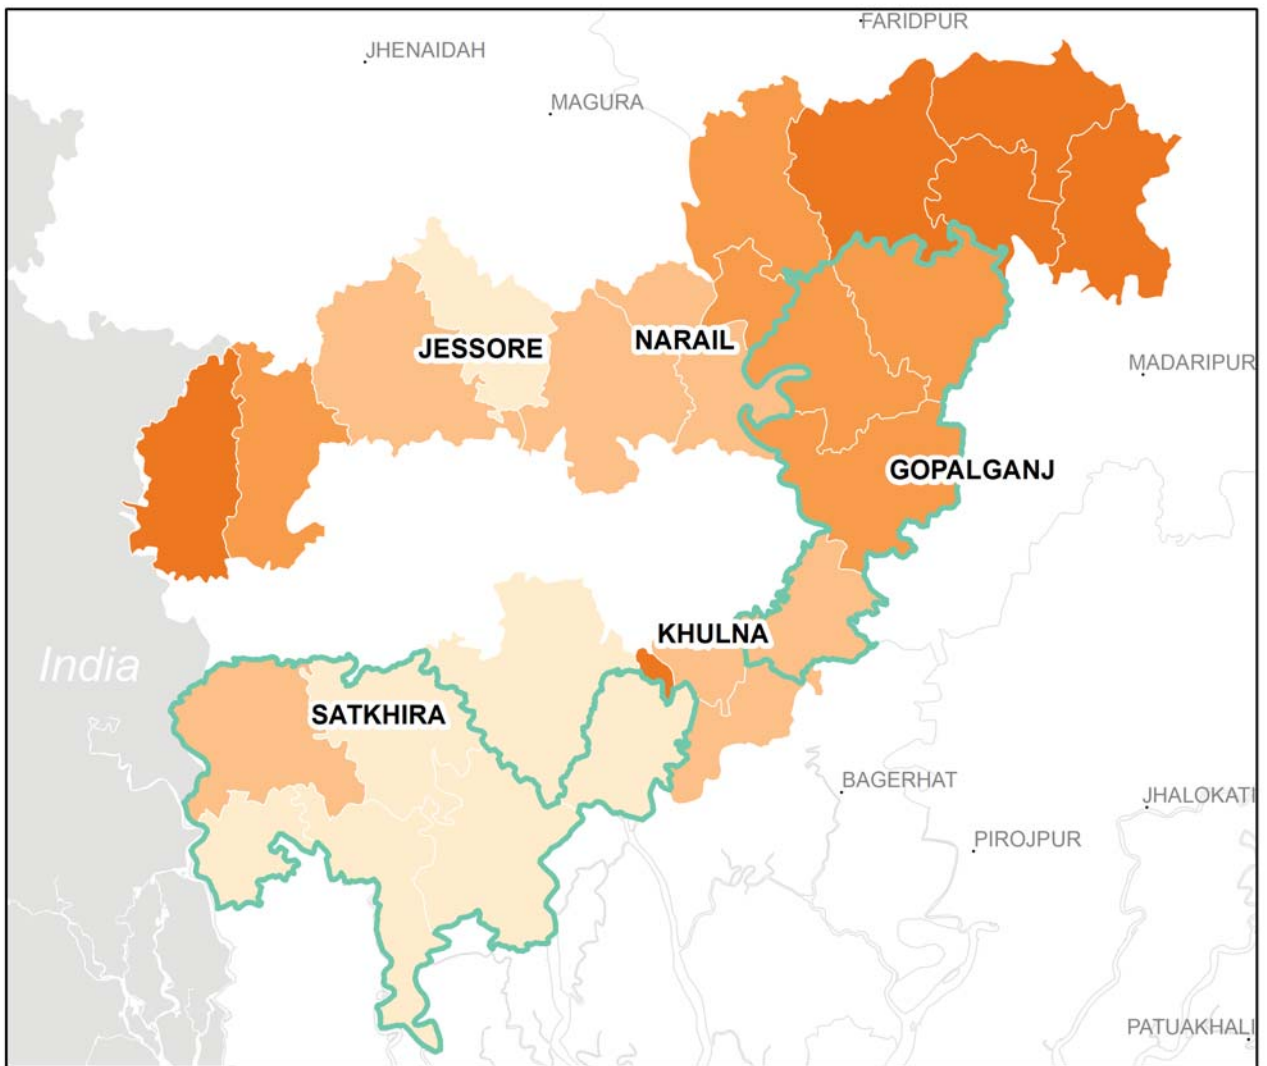 FARIDPUR
JHENAIDAH
MAGURA
JESSORE
NARAIL
MADARIPUR
GOPALGANJ
KHULNA
India
SATKHIRA
BAGERHAT
JHALOKATI
PIROJPUR
PATUAKHALI